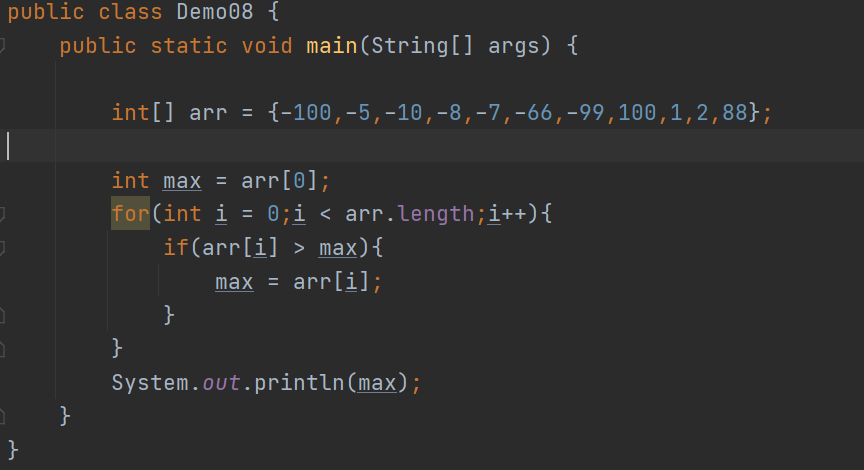 public class Demo08 {
    public static void main(String[] args) {
        int[] arr = {-100,-5,-10,-8,-7,-66,-99,100,1,2,88};
        int max = arr[0];
        for(int i = 0;i < arr.length;i++){
            if(arr[i] > max){
                max = arr[i];
            }
        }
        System.out.println(max);
    }
}